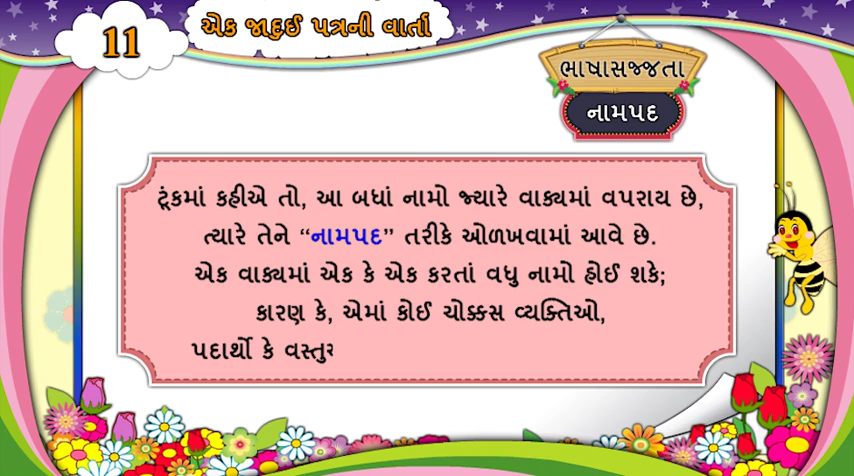 11
એક જાદુઈ પત્રની વાર્તા
ભાષાસજ્જતા
નામપદ
ટૂંકમાં કહીએ તો, આ બધાં નામો જ્યારે વાક્યમાં વપરાય છે,
ત્યારે તેને “નામપદ” તરીકે ઓળખવામાં આવે છે.
એક વાક્યમાં એક કે એક કરતાં વધુ નામો હોઈ શકે;
કારણ કે, એમાં કોઈ ચોક્કસ વ્યક્તિઓ,
પદાર્થો કે